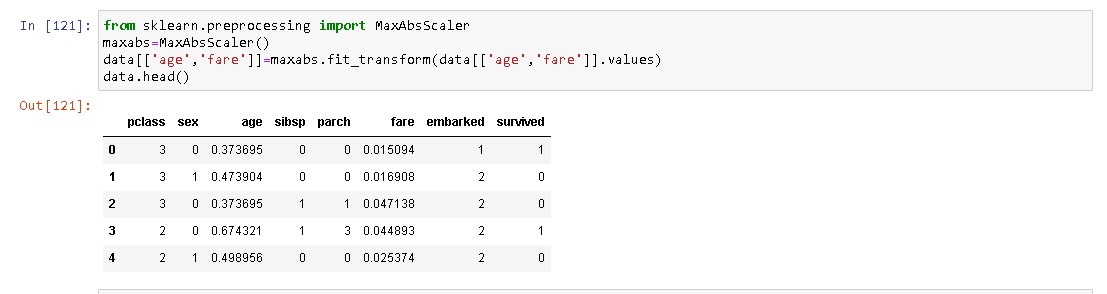 In [121]: from sklearn.preprocessing import MaxAbsScaler
maxabs=MaxAbsScaler()
data[['age','fare']]=maxabs.fit_transform(data[['age','fare']].values)
data.head()
Out[121]:
pclass sex age sibsp parch fare embarked survived
0 3 0 0.373695 0 0 0.015094 1 1
1 3 1 0.473904 0 0 0.016908 2 0
2 3 0 0.373695 1 1 0.047138 2 0
3 2 0 0.674321 1 3 0.044893 2 1
4 2 1 0.498956 0 0 0.025374 2 0